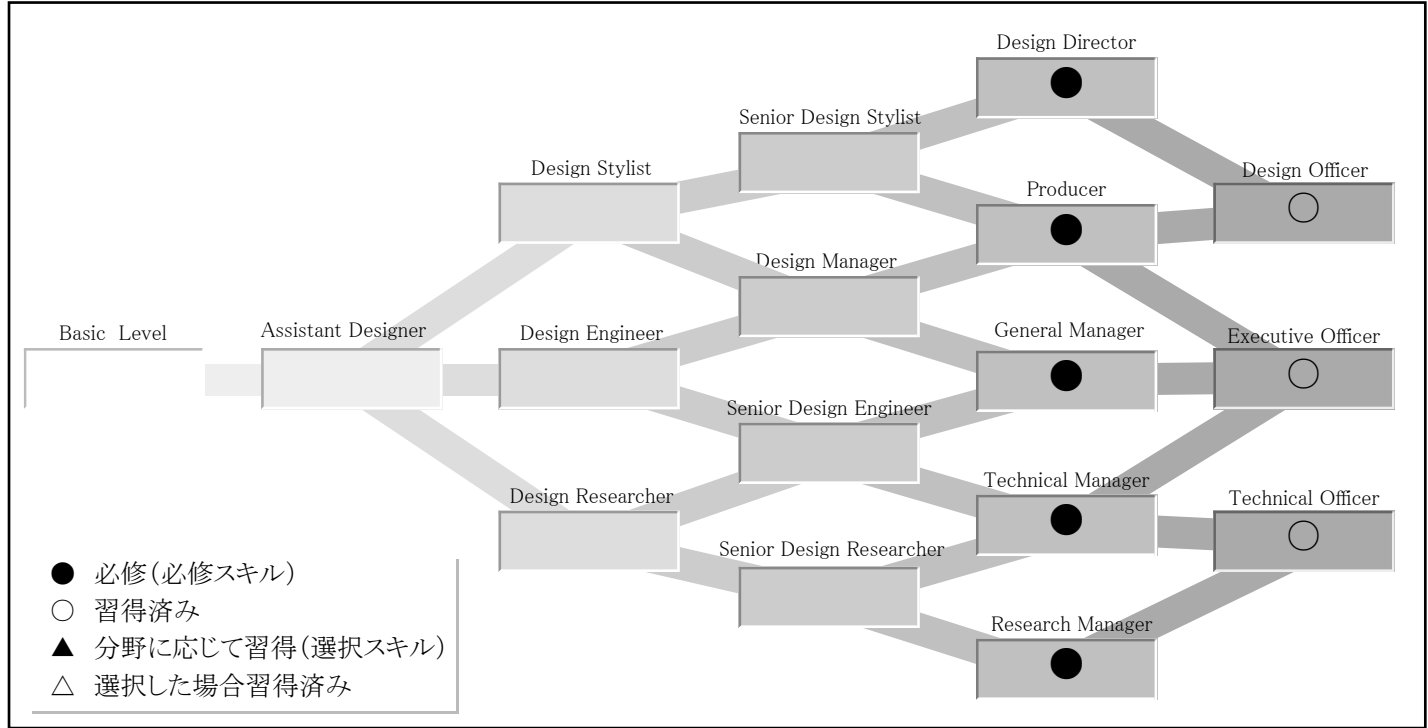 Design Director
Senior Design Stylist
Design Stylist
Design Officer
Producer
Design Manager
Basic Level
Assistant Designer
Design Engineer
General Manager
Executive Officer
Senior Design Engineer
Technical Manager
Design Researcher
Technical Officer
Senior Design Researcher
Research Manager
● 必修(必修スキル)
○ 習得済み
▲ 分野に応じて習得(選択スキル)
△ 選択した場合習得済み